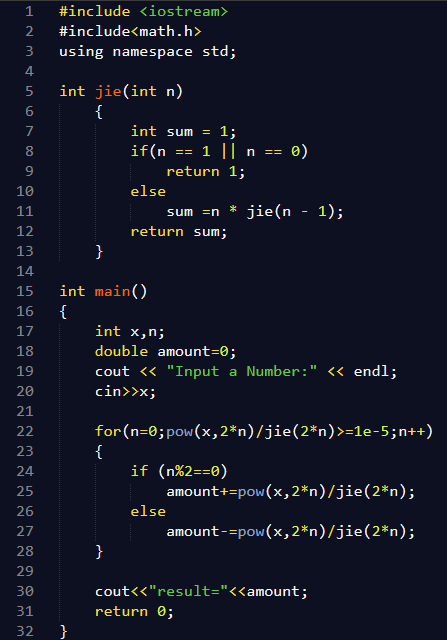 1 #include <iostream>
2 #include<math.h>
3 using namespace std;
4
5 int jie(int n)
6 {
7 int sum = 1;
8 if(n == 1 || n == 0)
9 return 1;
10 else
11 sum =n * jie(n - 1);
12 return sum;
13 }
14
15 int main()
16 {
17 int x,n;
18 double amount=0;
19 cout << "Input a Number:" << endl;
20 cin>>x;
21
22 for(n=0;pow(x,2*n)/jie(2*n)>=1e-5;n++)
23 {
24 if (n%2==0)
25 amount+=pow(x,2*n)/jie(2*n);
26 else
27 amount-=pow(x,2*n)/jie(2*n);
28 }
29
30 cout<<"result="<<amount;
31 return 0;
32 }